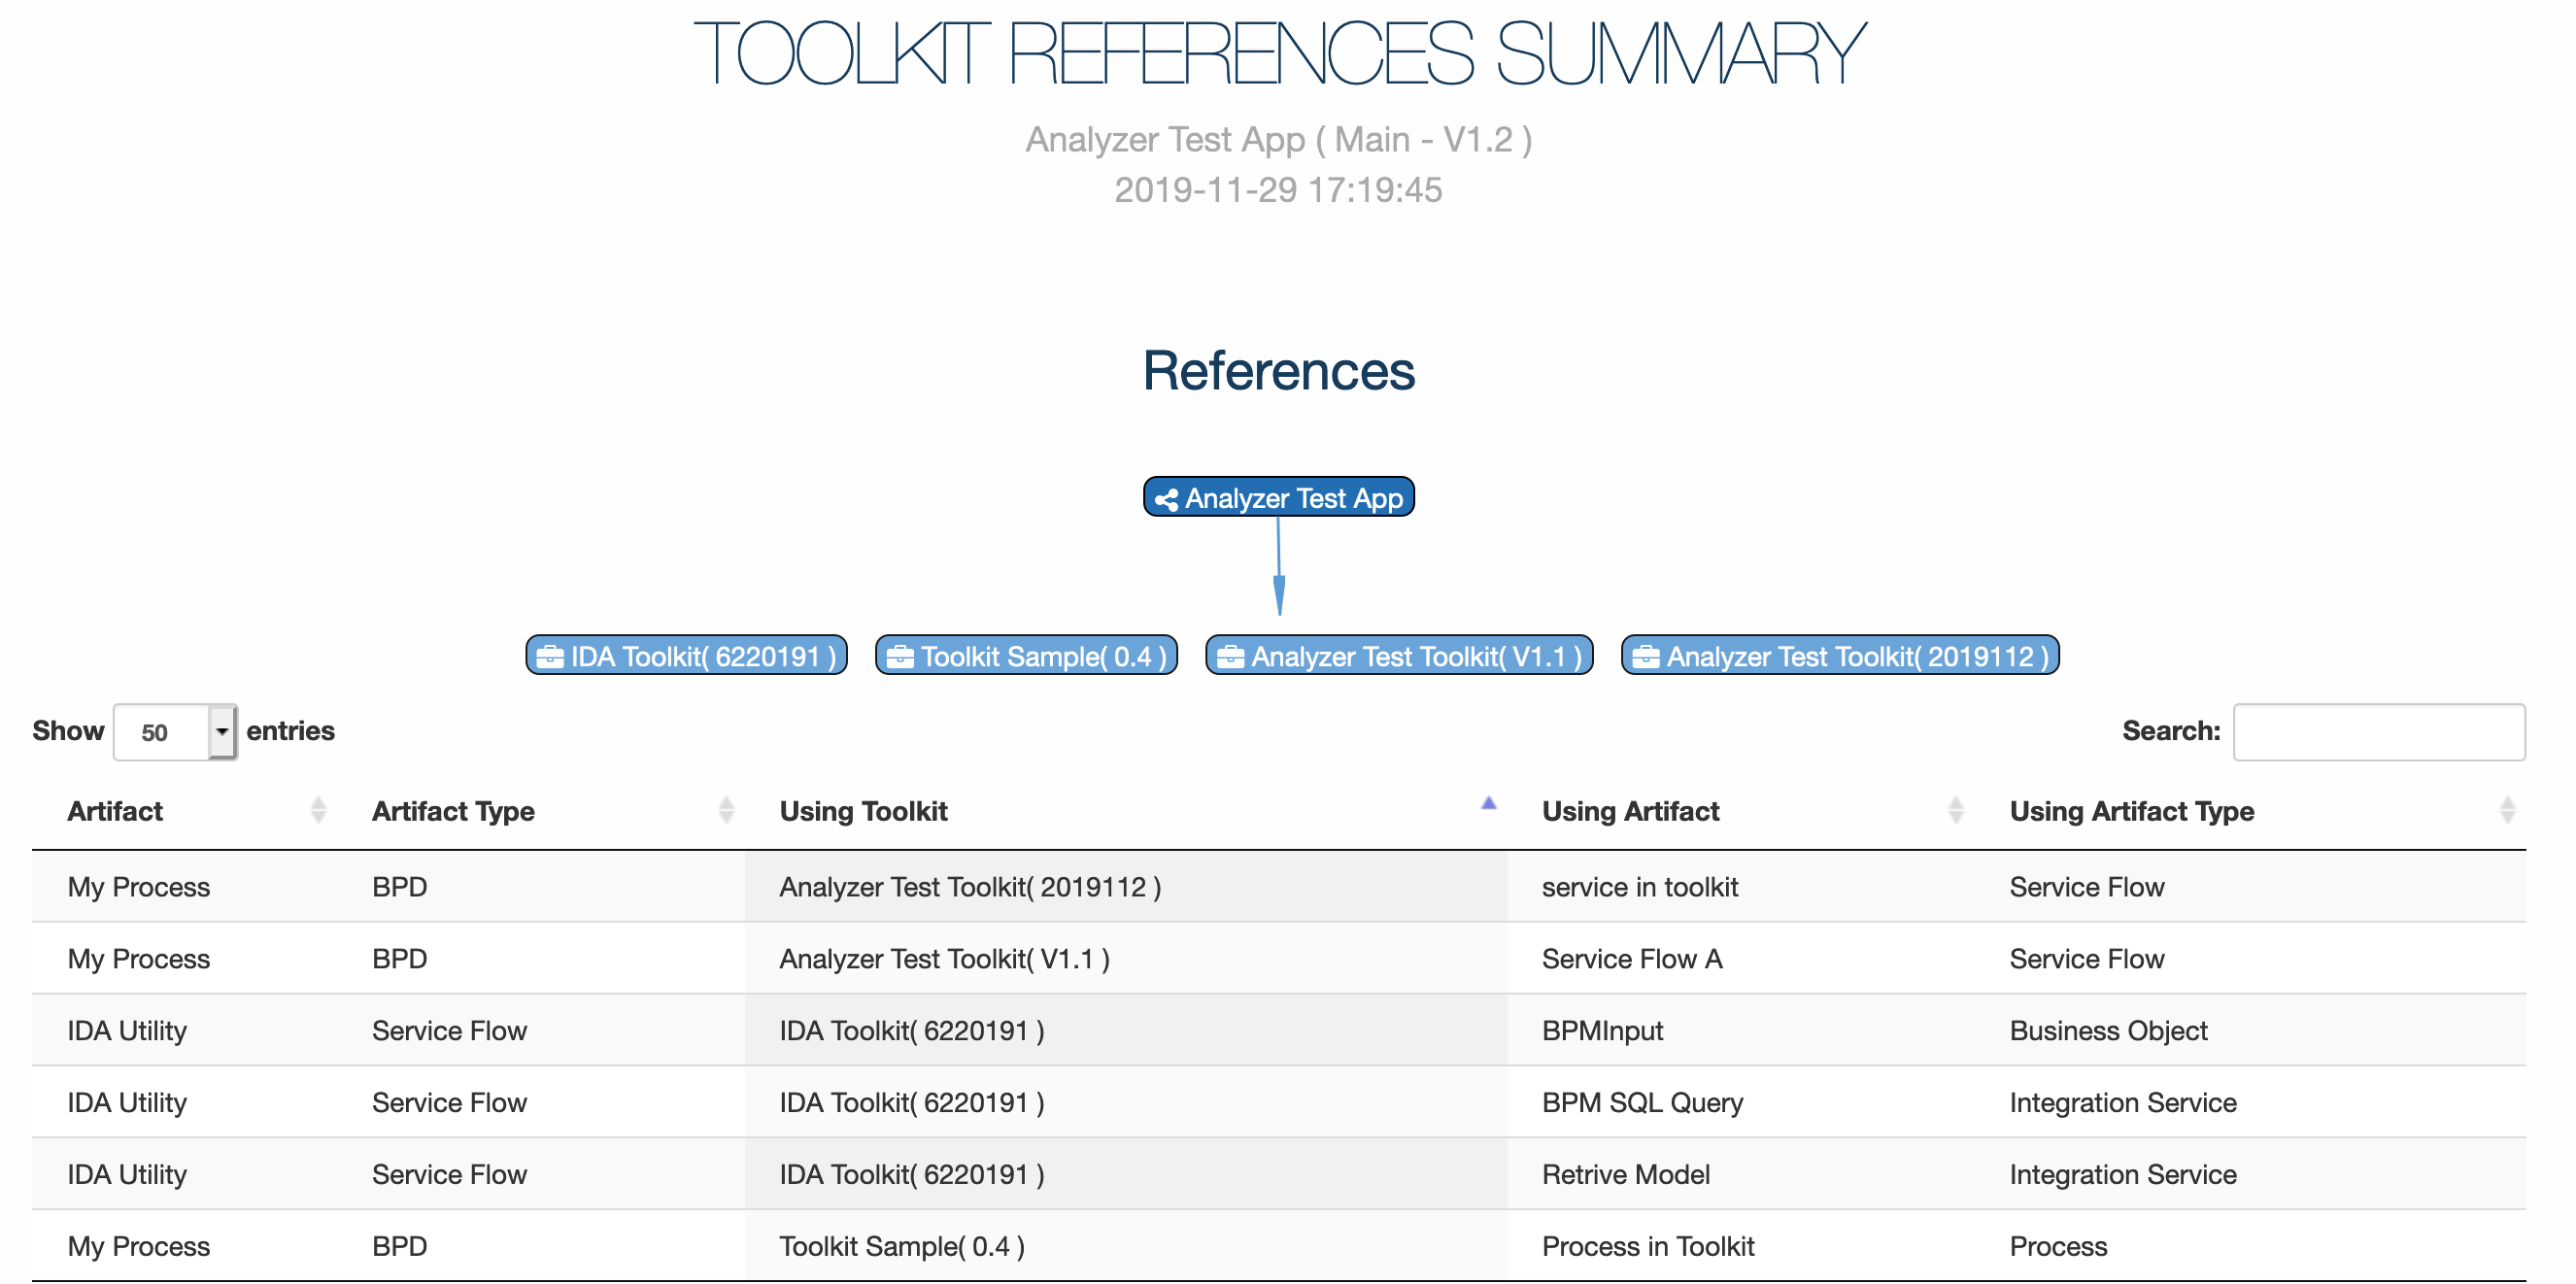 TOOLKIT REFERENCES SUMMARY
Analyzer Test App ( Main - V1.2 )
2019-11-29 17:19:45
References
Analyzer Test App
IDA Toolkit( 6220191 ) Toolkit Sample( 0.4 ) Analyzer Test Toolkit( V1.1 ) Analyzer Test Toolkit( 2019112 )
Show 50 entries Search:
Artifact Artifact Type Using Toolkit Using Artifact Using Artifact Type
My Process BPD Analyzer Test Toolkit( 2019112 ) service in toolkit Service Flow
My Process BPD Analyzer Test Toolkit( V1.1 ) Service Flow A Service Flow
IDA Utility Service Flow IDA Toolkit( 6220191 ) BPMInput Business Object
IDA Utility Service Flow IDA Toolkit( 6220191 ) BPM SQL Query Integration Service
IDA Utility Service Flow IDA Toolkit( 6220191 ) Retrive Model Integration Service
My Process BPD Toolkit Sample( 0.4 ) Process in Toolkit Process